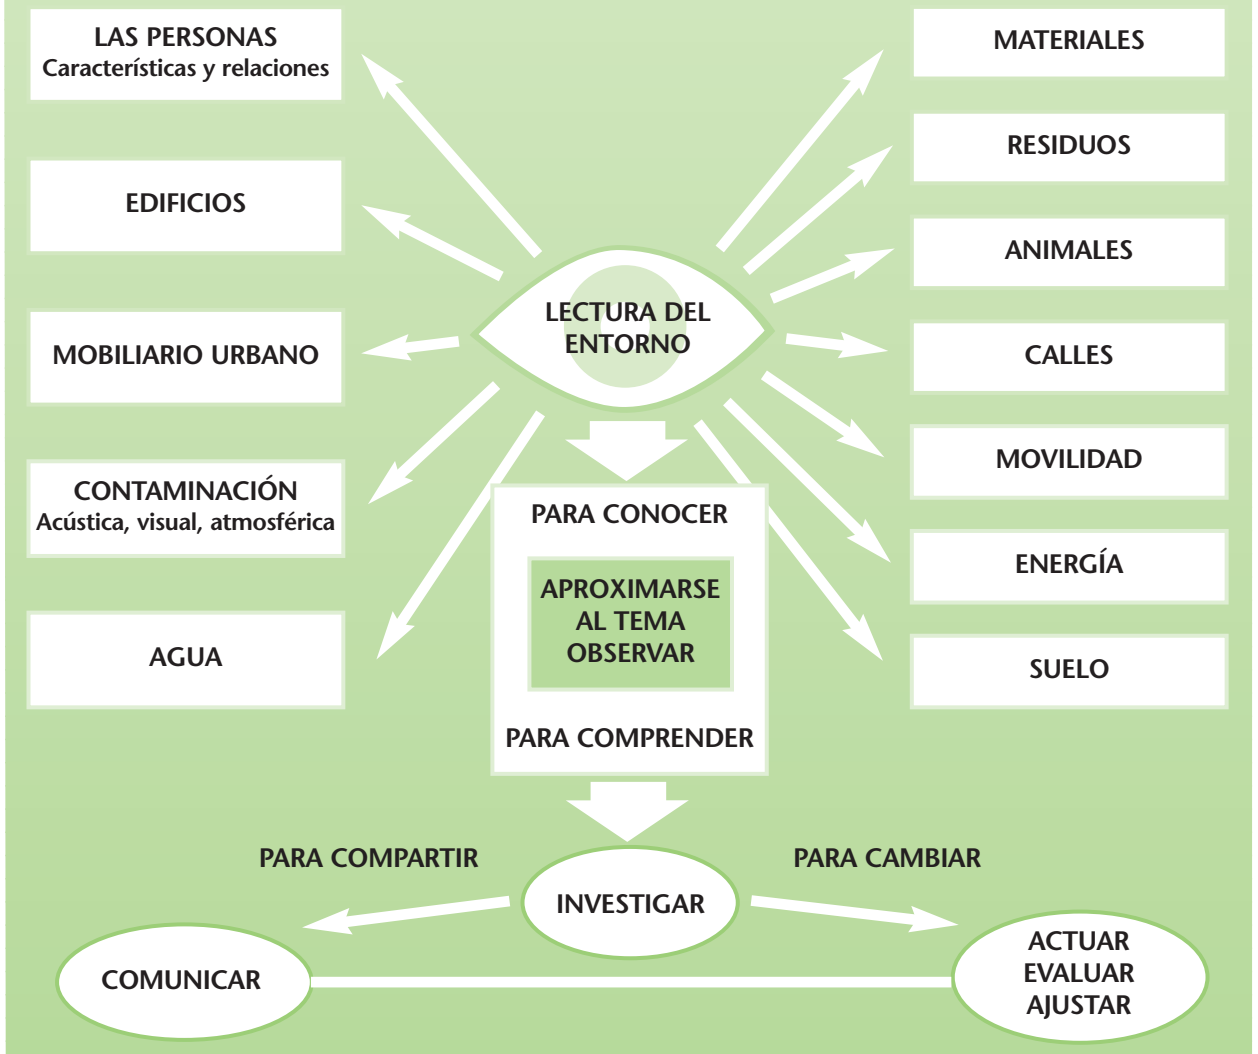 LAS PERSONAS
Características y relaciones
EDIFICIOS
MOBILIARIO URBANO
CONTAMINACIÓN
Acústica, visual, atmosférica
AGUA
LECTURA DEL
ENTORNO
MATERIALES
RESIDUOS
ANIMALES
CALLES
MOVILIDAD
ENERGÍA
SUELO
PARA CONOCER
APROXIMARSE
AL TEMA
OBSERVAR
PARA COMPRENDER
PARA COMPARTIR
PARA CAMBIAR
INVESTIGAR
COMUNICAR
ACTUAR
EVALUAR
AJUSTAR